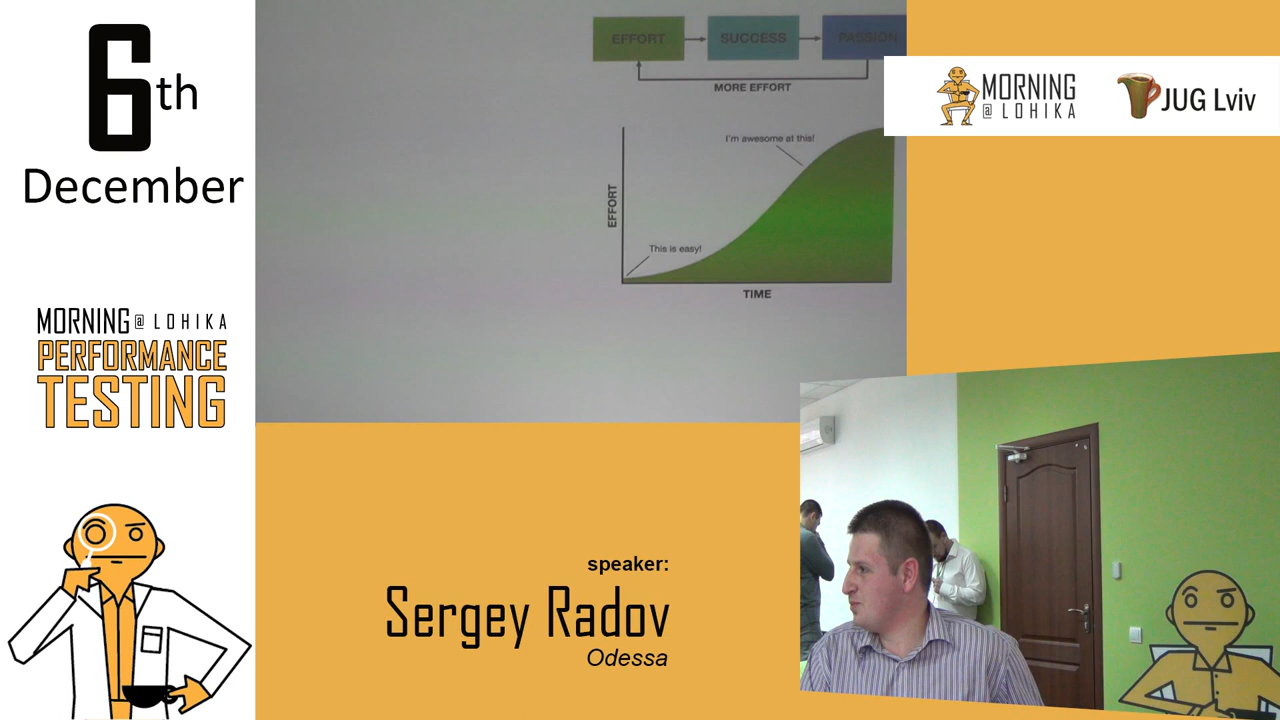 6th
December
MORNING @ LOHIKA
PERFORMANCE
TESTING
EFFORT
SUCCESS
PASSION
MORE EFFORT
I'm awesome at this!
This is easy!
EFFORT
TIME
MORNING
@ LOHIKA
JUG Lviv
speaker:
Sergey Radov
Odessa